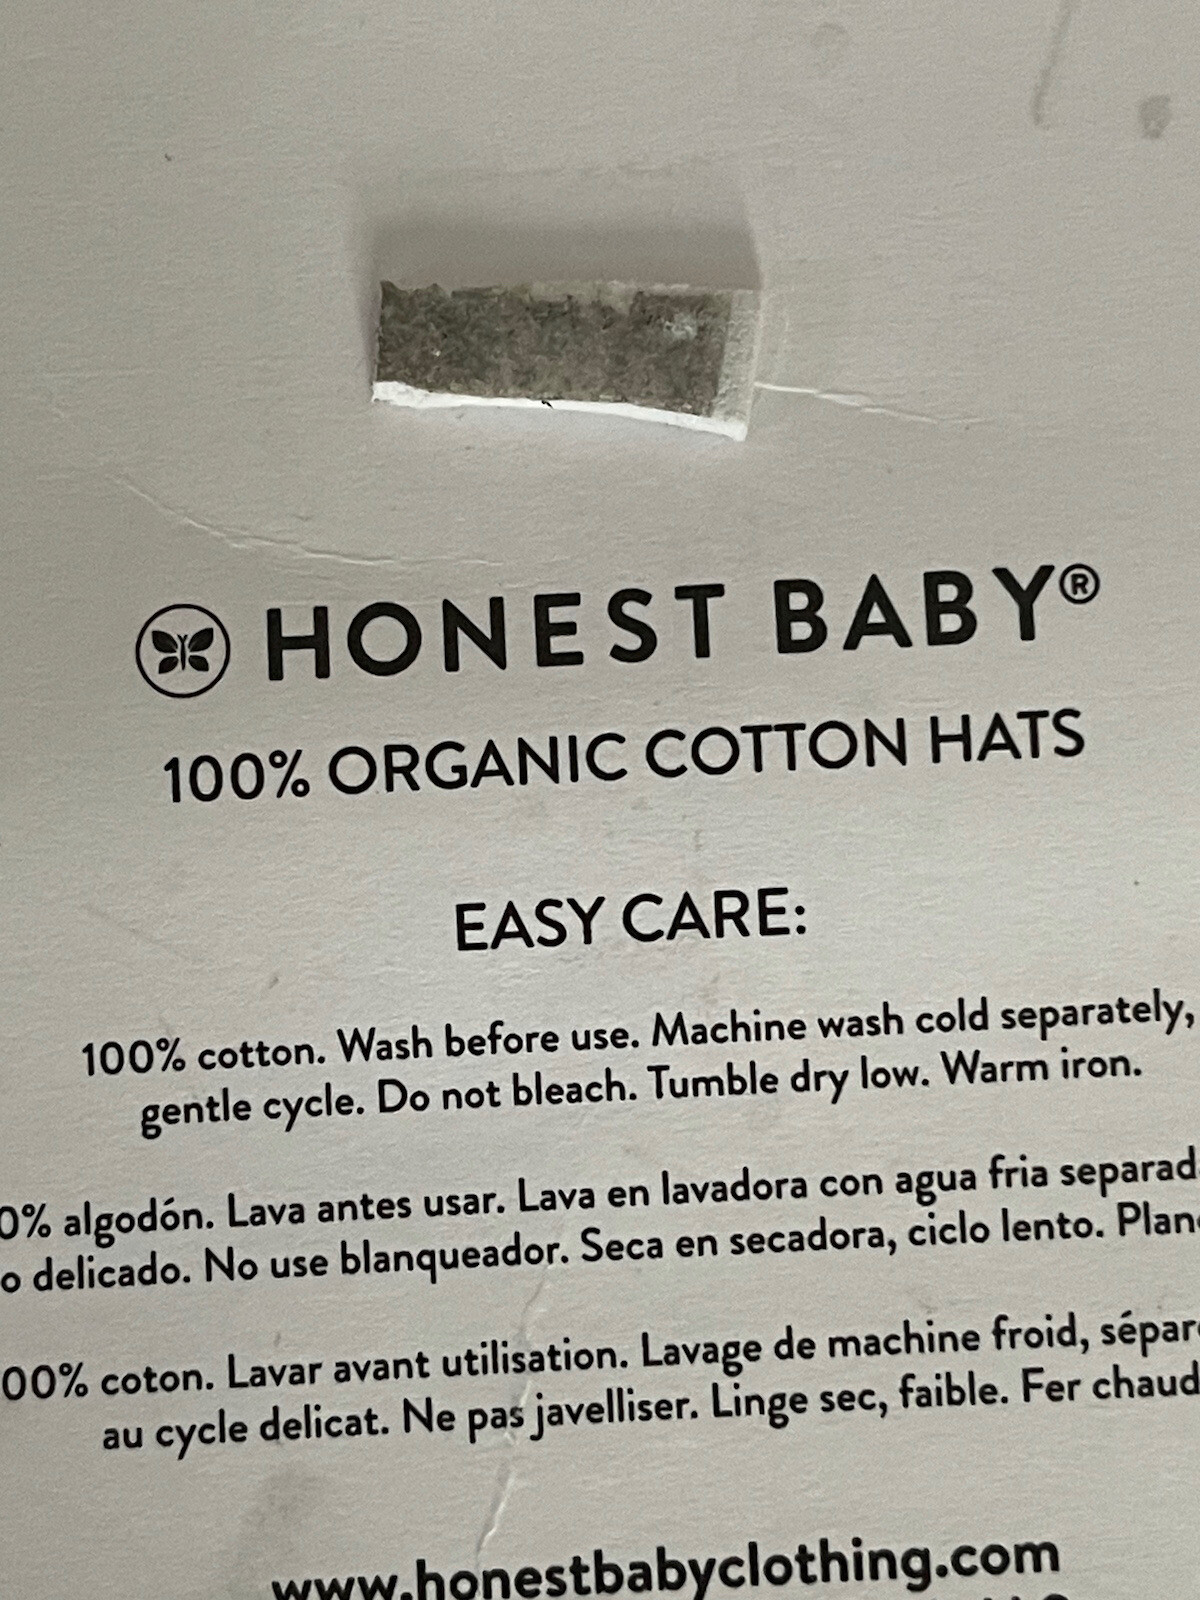 HONEST BABY®
100% ORGANIC COTTON HATS
EASY CARE:
100% cotton. Wash before use. Machine wash cold separately,
gentle cycle. Do not bleach. Tumble dry low. Warm iron.
0% algodón. Lava antes usar. Lava en lavadora con agua fria separad
o delicado. No use blanqueador. Seca en secadora, ciclo lento. Plan
00% coton. Lavar avant utilisation. Lavage de machine froid, sépar
au cycle delicat. Ne pas javelliser. Linge sec, faible. Fer chaud
www.honestbabyclothing.com